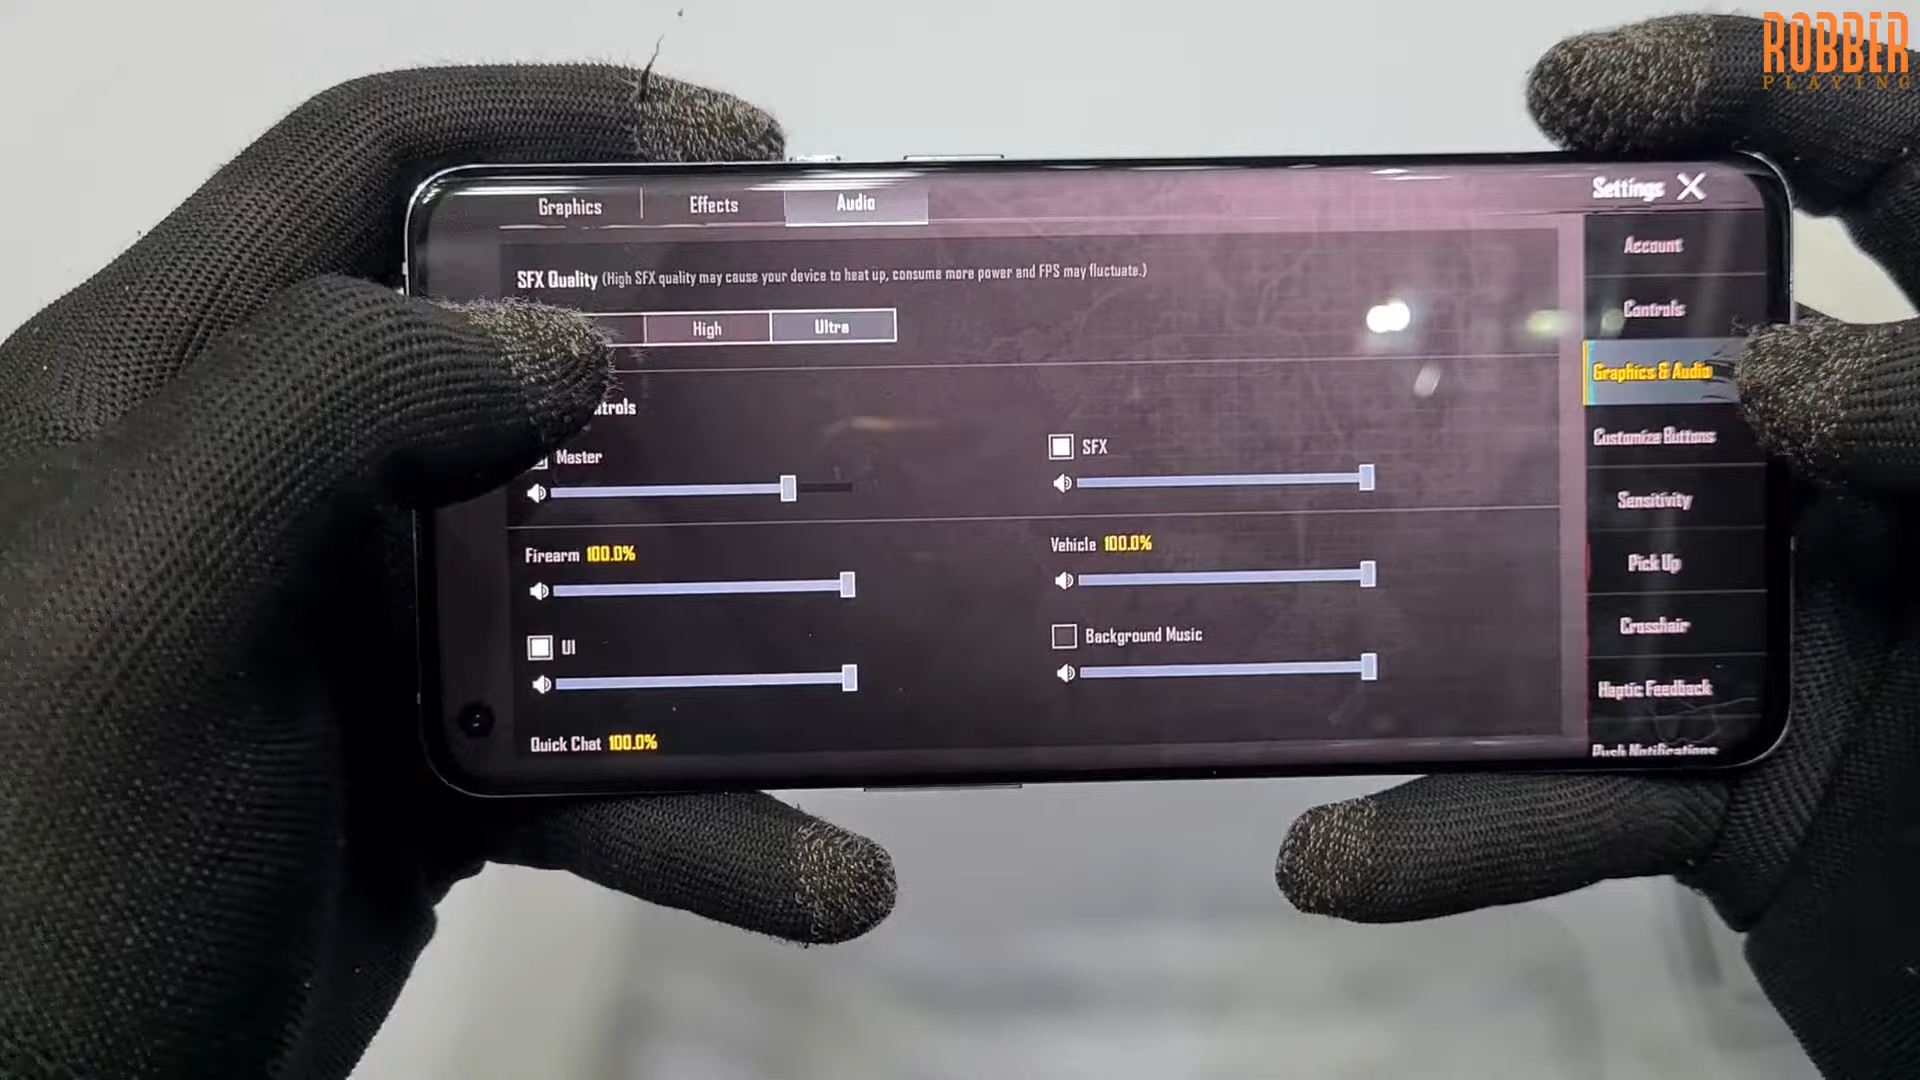 ROBBER
PLAYING
Graphics
Effects
Audio
Settings
Account
SFX Quality (High SFX quality may cause your device to heat up, consume more power and FPS may fluctuate.)
Controls
High
Ultra
Graphics & Audio
Master
SFX
Customize Buttons
Sensitivity
Firearm 100.0%
Vehicle 100.0%
Pick Up
UI
Background Music
Crosshair
Haptic Feedback
Quick Chat 100.0%
Push Notifications